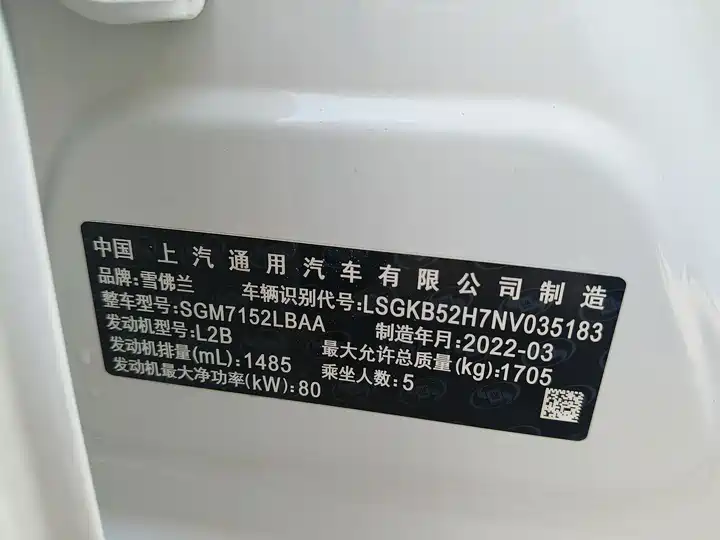 中国 上汽通用汽车有限公司制造
品牌:雪佛兰 车辆识别代号:LSGKB52H7NV035183
整车型号:SGM7152LBAA 制造年月:2022-03
发动机型号:L2B 最大允许总质量(kg):1705
发动机排量(mL):1485 乘坐人数:5
发动机最大净功率(kW):80